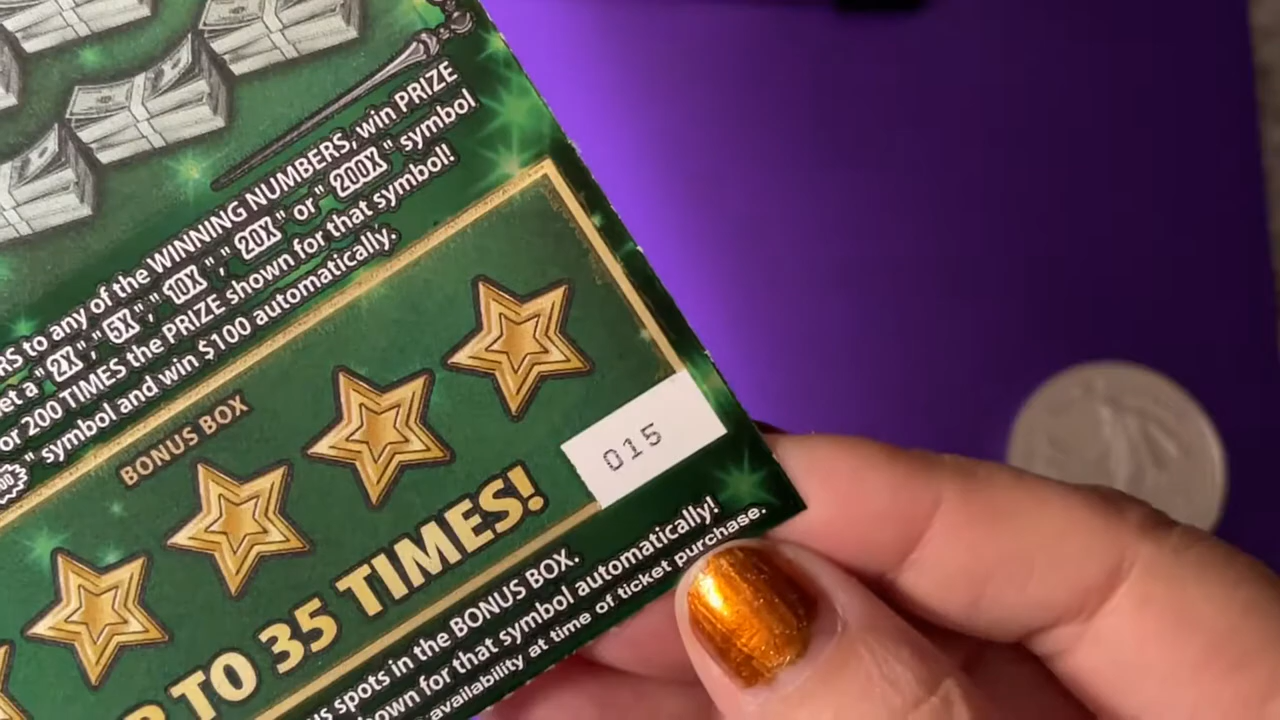 RS to any of the WINNING NUMBERS, win PRIZE
et a "2X", "5X", "10X", "20X" or "200X" symbol
or 200 TIMES the PRIZE shown for that symbol!
" symbol and win $100 automatically.
BONUS BOX
015
TO 35 TIMES!
spots in the BONUS BOX.
own for that symbol automatically!
availability at time of ticket purchase.